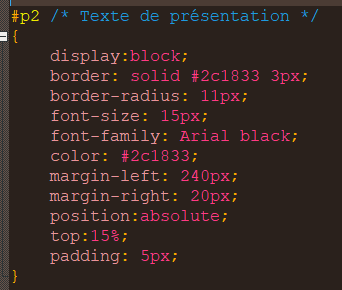 #p2 /* Texte de présentation */
{
display:block;
border: solid #2c1833 3px;
border-radius: 11px;
font-size: 15px;
font-family: Arial black;
color: #2c1833;
margin-left: 240px;
margin-right: 20px;
position:absolute;
top:15%;
padding: 5px;
}